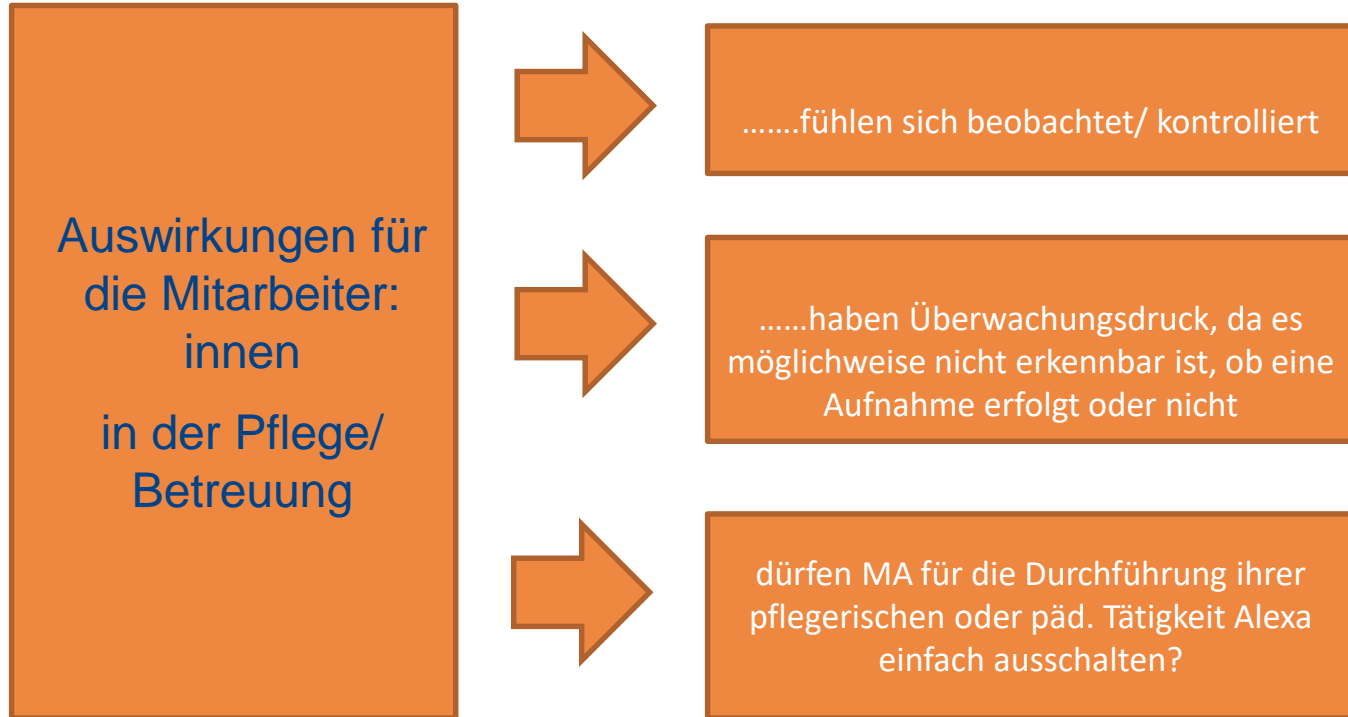 Auswirkungen für
die Mitarbeiter:
innen
in der Pflege/
Betreuung
…….fühlen sich beobachtet/ kontrolliert
……haben Überwachungsdruck, da es
möglichweise nicht erkennbar ist, ob eine
Aufnahme erfolgt oder nicht
dürfen MA für die Durchführung ihrer
pflegerischen oder päd. Tätigkeit Alexa
einfach ausschalten?